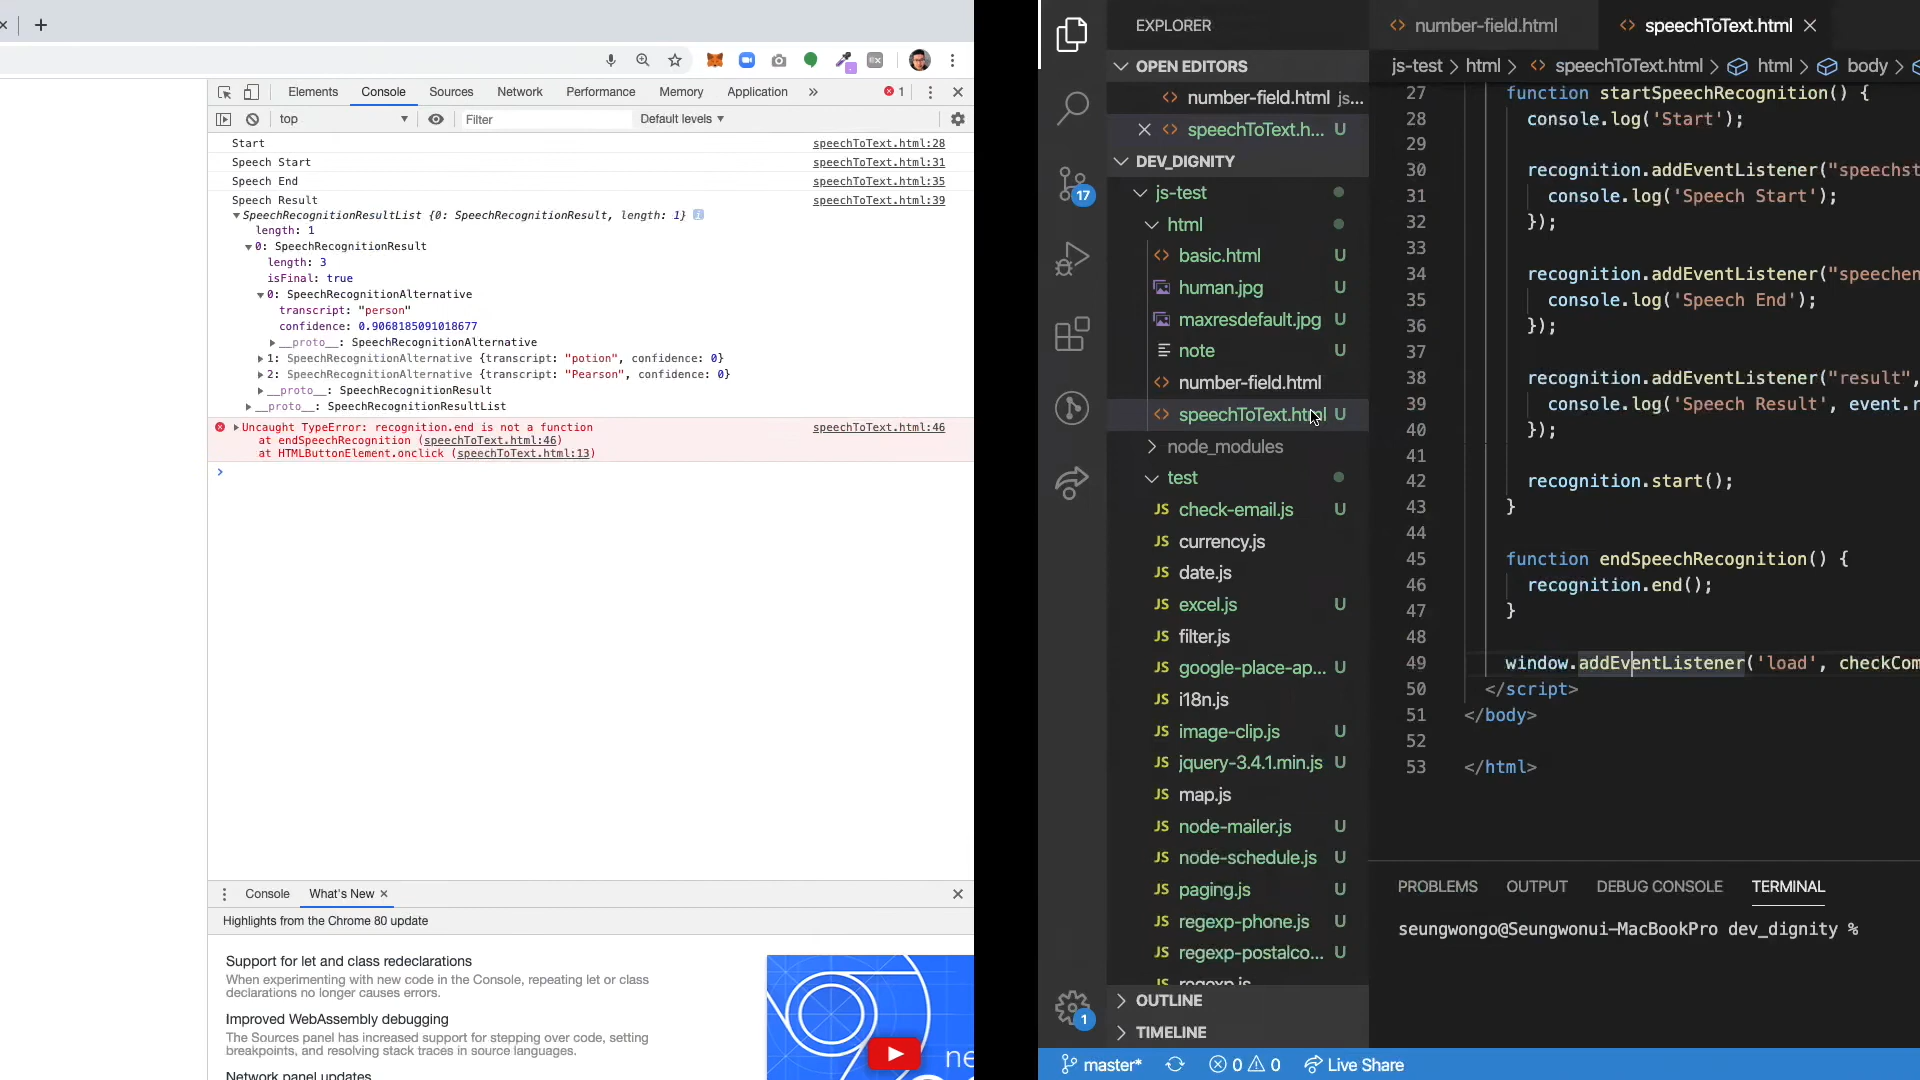 Elements Console Sources Network Performance Memory Application » 1
top Filter Default levels
Start speechToText.html:28
Speech Start speechToText.html:31
Speech End speechToText.html:35
Speech Result speechToText.html:39
SpeechRecognitionResultList {0: SpeechRecognitionResult, length: 1}
length: 1
0: SpeechRecognitionResult
length: 3
isFinal: true
0: SpeechRecognitionAlternative
transcript: "person"
confidence: 0.9068185091018677
__proto__: SpeechRecognitionAlternative
1: SpeechRecognitionAlternative {transcript: "potion", confidence: 0}
2: SpeechRecognitionAlternative {transcript: "Pearson", confidence: 0}
__proto__: SpeechRecognitionResult
__proto__: SpeechRecognitionResultList
Uncaught TypeError: recognition.end is not a function speechToText.html:46
at endSpeechRecognition (speechToText.html:46)
at HTMLButtonElement.onclick (speechToText.html:13)
Console What's New
Highlights from the Chrome 80 update
Support for let and class redeclarations
When experimenting with new code in the Console, repeating let or class
declarations no longer causes errors.
Improved WebAssembly debugging
The Sources panel has increased support for stepping over code, setting
breakpoints, and resolving stack traces in source languages.
Network panel updates
ne
EXPLORER
OPEN EDITORS
number-field.html js...
speechToText.h... U
DEV_DIGNITY
js-test
html
17
basic.html U
human.jpg U
maxresdefault.jpg U
note U
number-field.html
speechToText.html U
node_modules
test
check-email.js U
currency.js
date.js
excel.js U
filter.js
google-place-ap... U
i18n.js
image-clip.js U
jquery-3.4.1.min.js U
map.js
node-mailer.js U
node-schedule.js U
paging.js U
regexp-phone.js U
regexp-postalco... U
regexp.js
OUTLINE
1
TIMELINE
number-field.html speechToText.html
js-test > html > speechToText.html > html > body >
27 function startSpeechRecognition() {
28 console.log('Start');
29
30 recognition.addEventListener("speechst
31 console.log('Speech Start');
32 });
33
34 recognition.addEventListener("speechen
35 console.log('Speech End');
36 });
37
38 recognition.addEventListener("result",
39 console.log('Speech Result', event.r
40 });
41
42 recognition.start();
43 }
44
45 function endSpeechRecognition() {
46 recognition.end();
47 }
48
49 window.addEventListener('load', checkCom
50 </script>
51 </body>
52
53 </html>
PROBLEMS OUTPUT DEBUG CONSOLE TERMINAL
seungwongo@Seungwonui-MacBookPro dev_dignity %
master* 0 0 Live Share